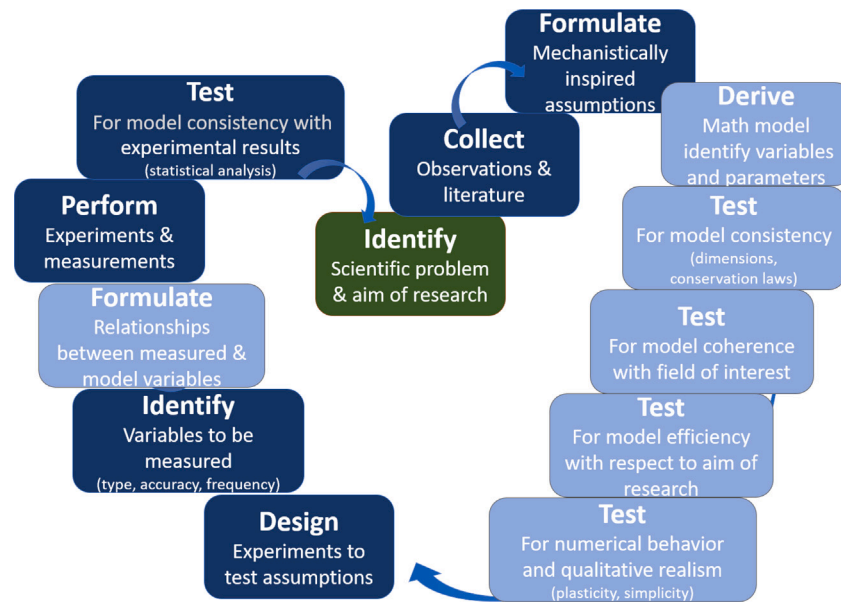 Identify
Scientific problem
& aim of research
Collect
Observations &
literature
Formulate
Mechanistically
inspired
assumptions
Derive
Math model
identify variables
and parameters
Test
For model consistency
(dimensions,
conservation laws)
Test
For model coherence
with field of interest
Test
For model efficiency
with respect to aim of
research
Test
For numerical behavior
and qualitative realism
(plasticity, simplicity)
Design
Experiments to
test assumptions
Identify
Variables to be
measured
(type, accuracy, frequency)
Formulate
Relationships
between measured &
model variables
Perform
Experiments &
measurements
Test
For model consistency with
experimental results
(statistical analysis)